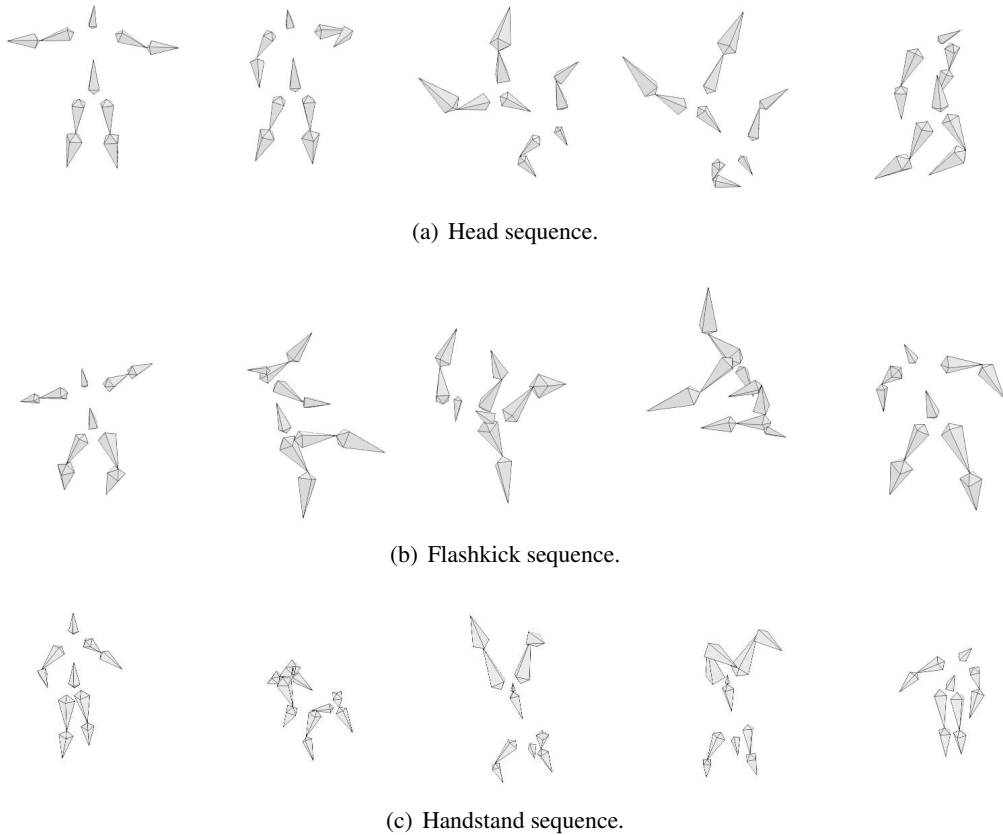 (a) Head sequence.
(b) Flashkick sequence.
(c) Handstand sequence.